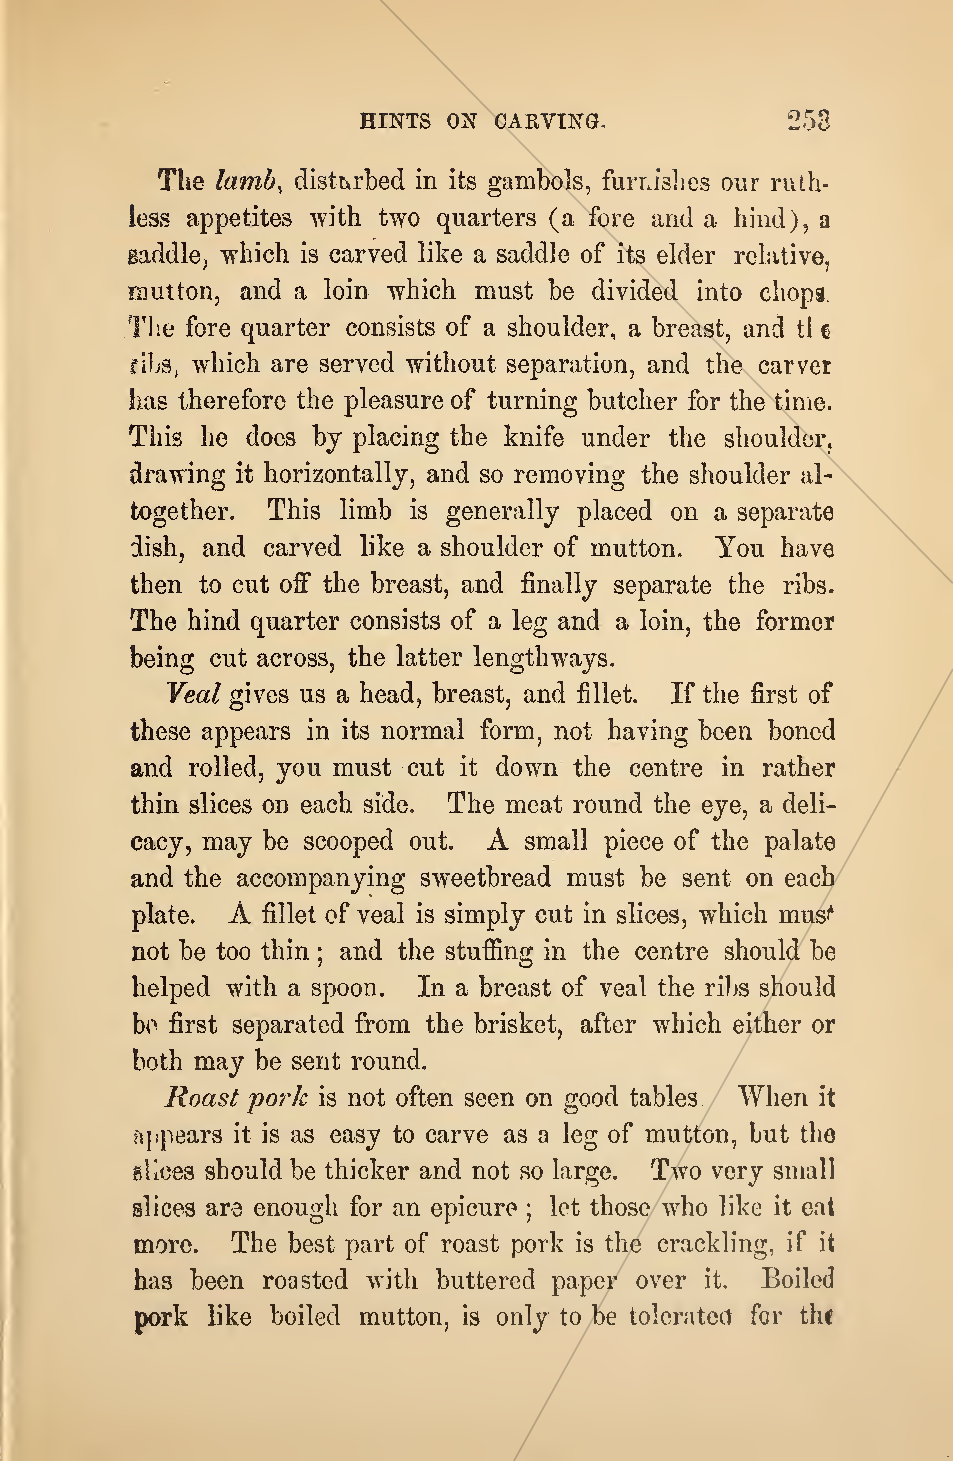 HINTS ON CARVING. 253
The lamb, disturbed in its gambols, furnishes our ruth-
less appetites with two quarters (a fore and a hind), a
saddle, which is carved like a saddle of its elder relative,
mutton, and a loin which must be divided into chops.
The fore quarter consists of a shoulder, a breast, and the
ribs, which are served without separation, and the carver
has therefore the pleasure of turning butcher for the time.
This he does by placing the knife under the shoulder,
drawing it horizontally, and so removing the shoulder al-
together. This limb is generally placed on a separate
dish, and carved like a shoulder of mutton. You have
then to cut off the breast, and finally separate the ribs.
The hind quarter consists of a leg and a loin, the former
being cut across, the latter lengthways.
Veal gives us a head, breast, and fillet. If the first of
these appears in its normal form, not having been boned
and rolled, you must cut it down the centre in rather
thin slices on each side. The meat round the eye, a deli-
cacy, may be scooped out. A small piece of the palate
and the accompanying sweetbread must be sent on each
plate. A fillet of veal is simply cut in slices, which must
not be too thin; and the stuffing in the centre should be
helped with a spoon. In a breast of veal the ribs should
be first separated from the brisket, after which either or
both may be sent round.
Roast pork is not often seen on good tables. When it
appears it is as easy to carve as a leg of mutton, but the
slices should be thicker and not so large. Two very small
slices are enough for an epicure; let those who like it eat
more. The best part of roast pork is the crackling, if it
has been roasted with buttered paper over it. Boiled
pork like boiled mutton, is only to be tolerated for the